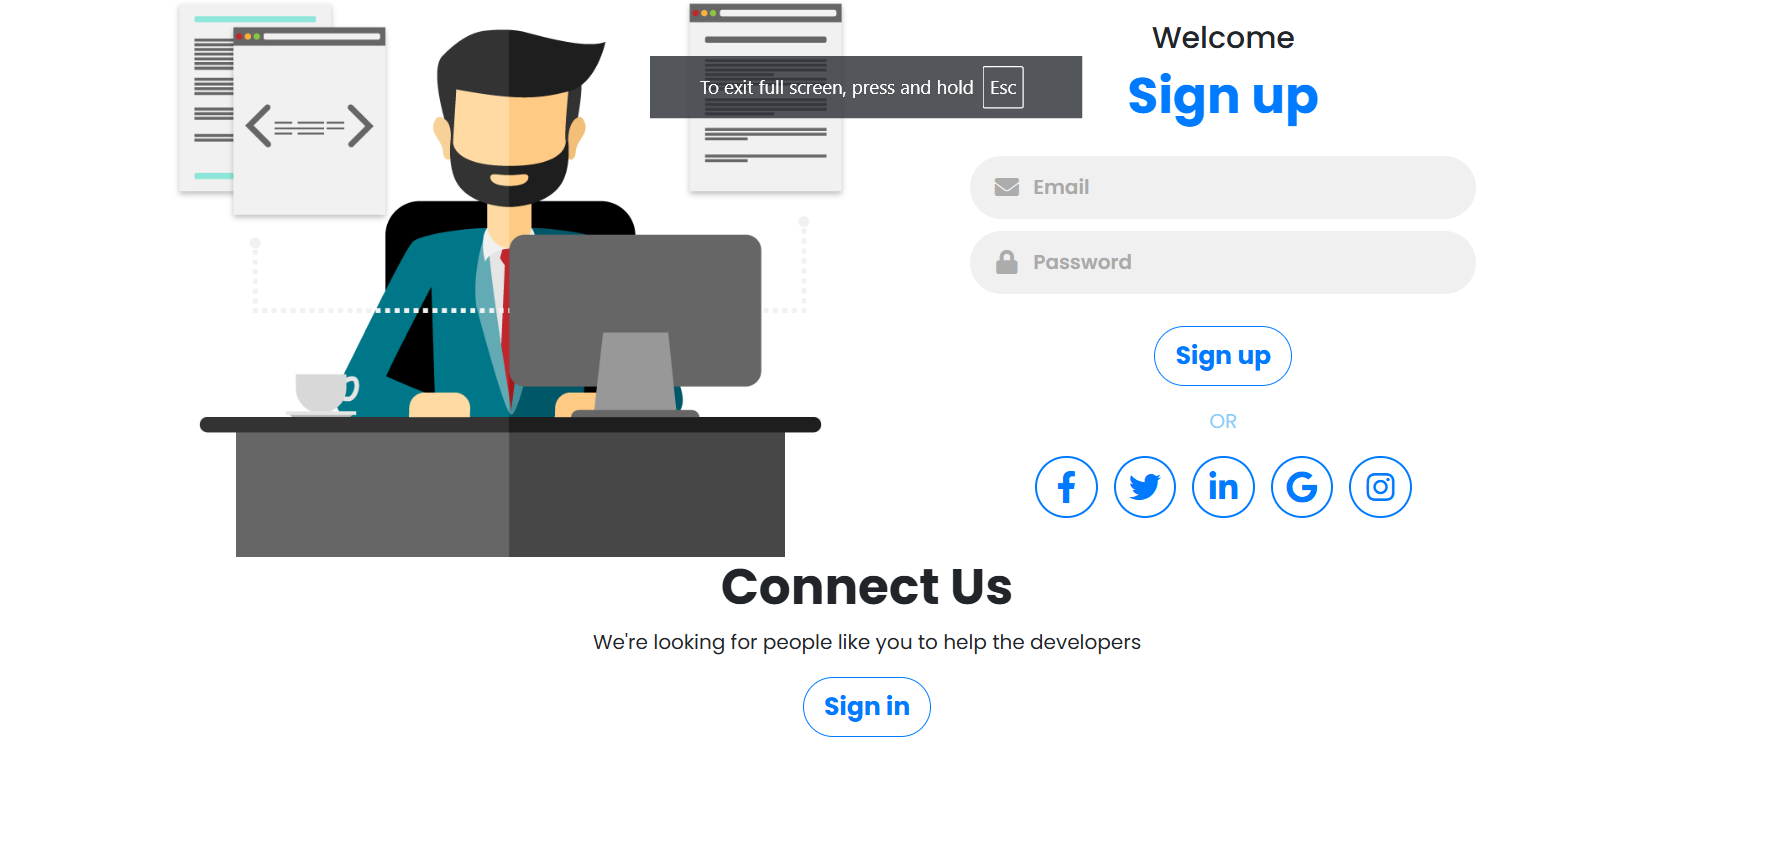 To exit full screen, press and hold Esc
Welcome
Sign up
Email
Password
Sign up
OR
Connect Us
We're looking for people like you to help the developers
Sign in